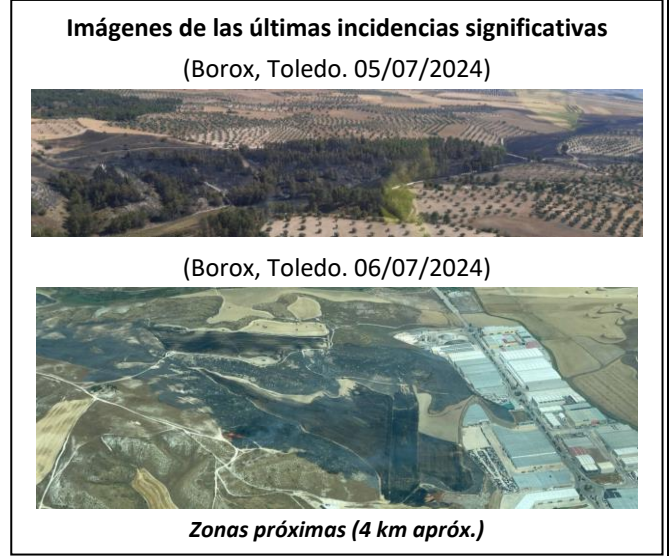 Imágenes de las últimas incidencias significativas
(Borox, Toledo. 05/07/2024)
(Borox, Toledo. 06/07/2024)
Zonas próximas (4 km apróx.)